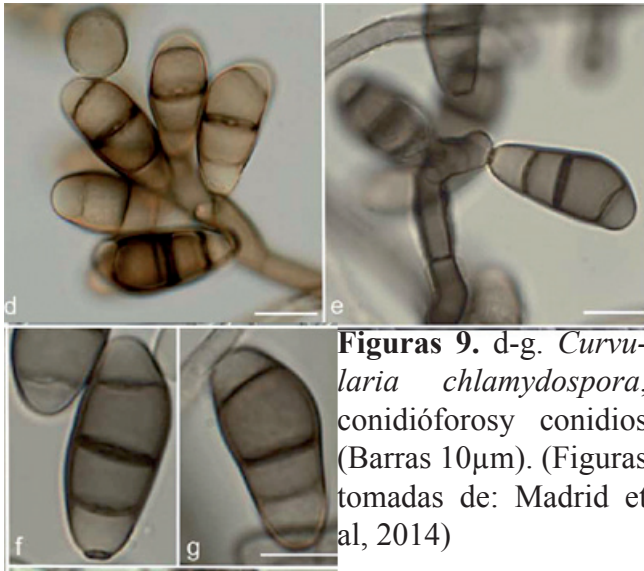 d
e
f
g
Figuras 9. d-g. Curvu-
laria chlamydospora,
conidióforosy conidios
(Barras 10µm). (Figuras
tomadas de: Madrid et
al, 2014)